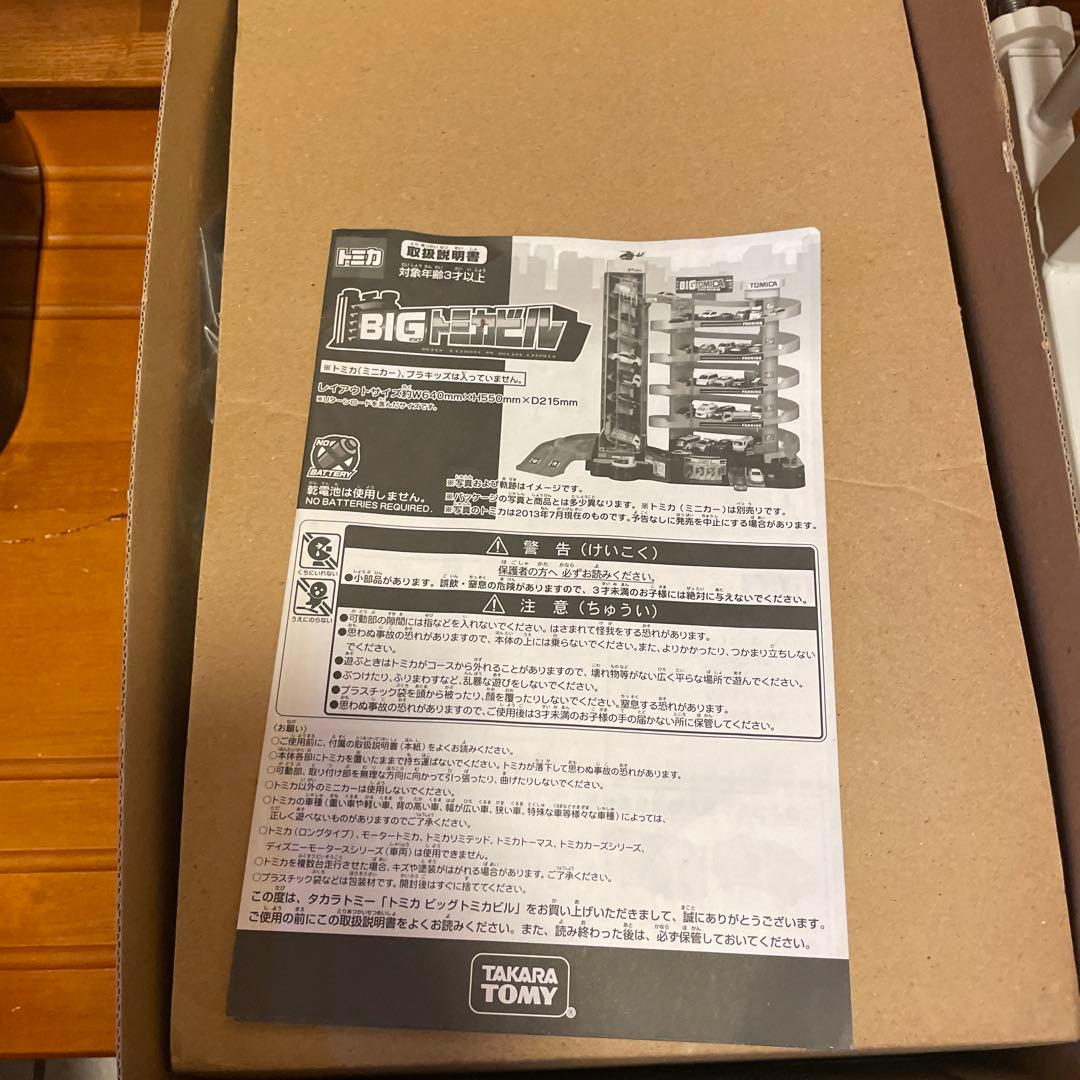 トミカ
取扱説明書
対象年齢3才以上
BIGトミカビル
※トミカ(ミニカー)、プラキッズは入っていません。
レイアウトサイズ約W640mm×H550mm×D215mm
※リターンロードを含んだサイズです。
BIG TOMICA
TOMICA
PARKING
PARKING
PARKING
PARKING
PARKING
NO BATTERY
乾電池は使用しません。
NO BATTERIES REQUIRED.
※写真および軌跡はイメージです。
※パッケージの写真と商品とは多少異なります。※トミカ(ミニカー)は別売りです。
※写真のトミカは2013年7月現在のものです。予告なしに発売を中止にする場合があります。
くちにいれない
うえにのらない
警 告(けいこく)
保護者の方へ 必ずお読みください。
●小部品があります。誤飲・窒息の危険がありますので、3才未満のお子様には絶対に与えないでください。
注 意(ちゅうい)
●可動部の隙間には指などを入れないでください。はさまれて怪我をする恐れがあります。
●思わぬ事故の恐れがありますので、本体の上には乗らないでください。また、よりかかったり、つかまり立ちしない
でください。
●遊ぶときはトミカがコースから外れることがありますので、壊れ物等がない広く平らな場所で遊んでください。
●ぶつけたり、ふりまわすなど、乱暴な遊びをしないでください。
●プラスチック袋を頭から被ったり、顔を覆ったりしないでください。窒息する恐れがあります。
●思わぬ事故の恐れがありますので、ご使用後は3才未満のお子様の手の届かない所に保管してください。
〈お願い〉
○ご使用前に、付属の取扱説明書(本紙)をよくお読みください。
○本体各部にトミカを置いたままで持ち運ばないでください。トミカが落下して思わぬ事故の恐れがあります。
○可動部、取り付け部を無理な方向に向かって引っ張ったり、曲げたりしないでください。
○トミカ以外のミニカーは使用しないでください。
○トミカの車種(重い車や軽い車、背の高い車、幅が広い車、狭い車、特殊な車等様々な車種)によっては、
正しく遊べないものがありますのでご了承ください。
○トミカ(ロングタイプ)、モータートミカ、トミカリミテッド、トミカトーマス、トミカカーズシリーズ、
ディズニーモータースシリーズ(車両)は使用できません。
○トミカを複数台走行させた場合、キズや塗装がはがれる場合があります。ご了承ください。
○プラスチック袋などは包装材です。開封後はすぐに捨ててください。
この度は、タカラトミー「トミカ ビッグトミカビル」をお買い上げいただきまして、誠にありがとうございます。
ご使用の前にこの取扱説明書をよくお読みください。また、読み終わった後は、必ず保管しておいてください。
TAKARA
TOMY